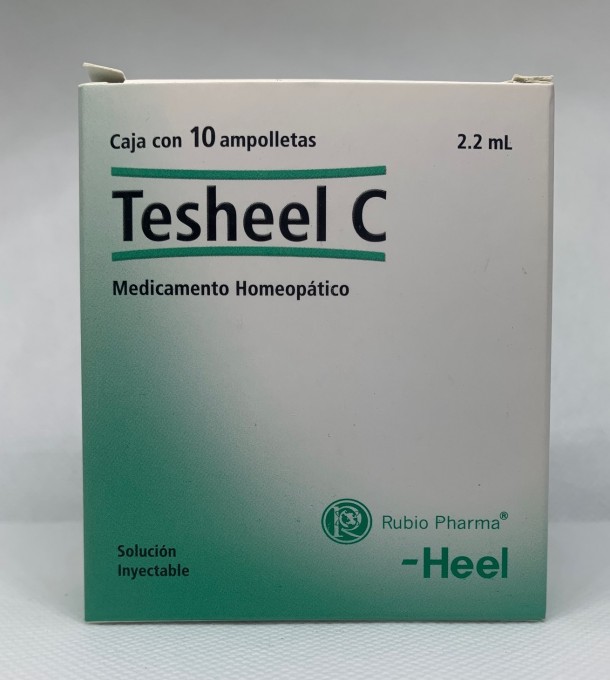 Caja con 10 ampolletas 2.2 mL
Tesheel C
Medicamento Homeopático
Rubio Pharma®
Solución
Inyectable
-Heel